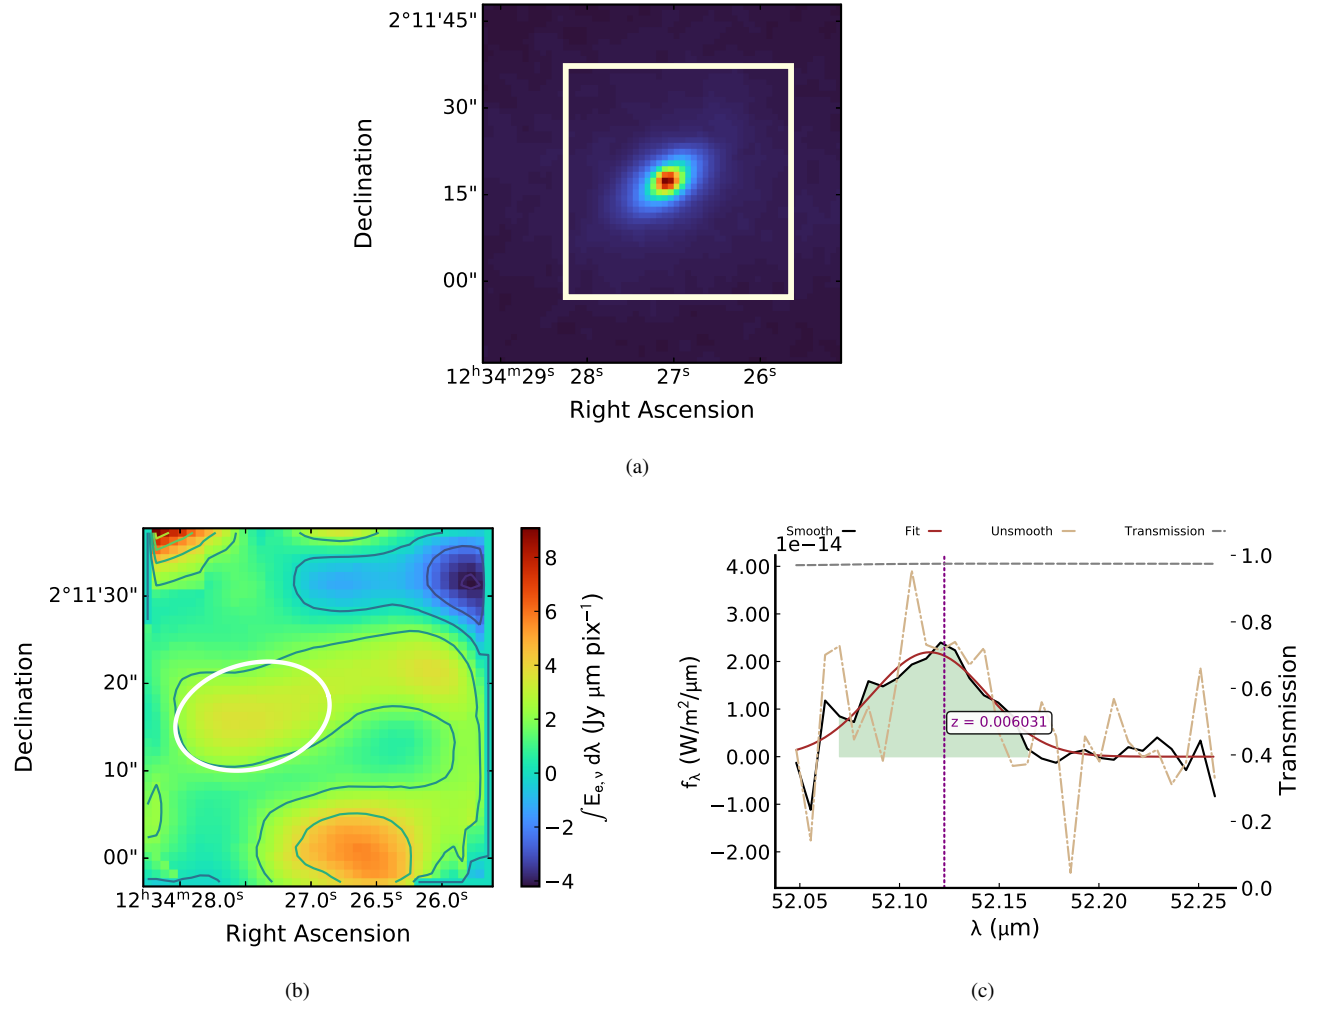 2°11'45"
30"
15"
00"
Declination
12ʰ34ᵐ29ˢ 28ˢ 27ˢ 26ˢ
Right Ascension
(a)
2°11'30"
20"
10"
00"
Declination
12ʰ34ᵐ28.0ˢ 27.0ˢ 26.5ˢ 26.0ˢ
Right Ascension
8
6
4
2
0
−2
−4
∫E_{e,ν} dλ (Jy μm pix⁻¹)
(b)
Smooth Fit Unsmooth Transmission
1e−14
4.00
3.00
2.00
1.00
0.00
−1.00
−2.00
f_λ (W/m²/μm)
z = 0.006031
1.0
0.8
0.6
0.4
0.2
0.0
Transmission
52.05 52.10 52.15 52.20 52.25
λ (μm)
(c)